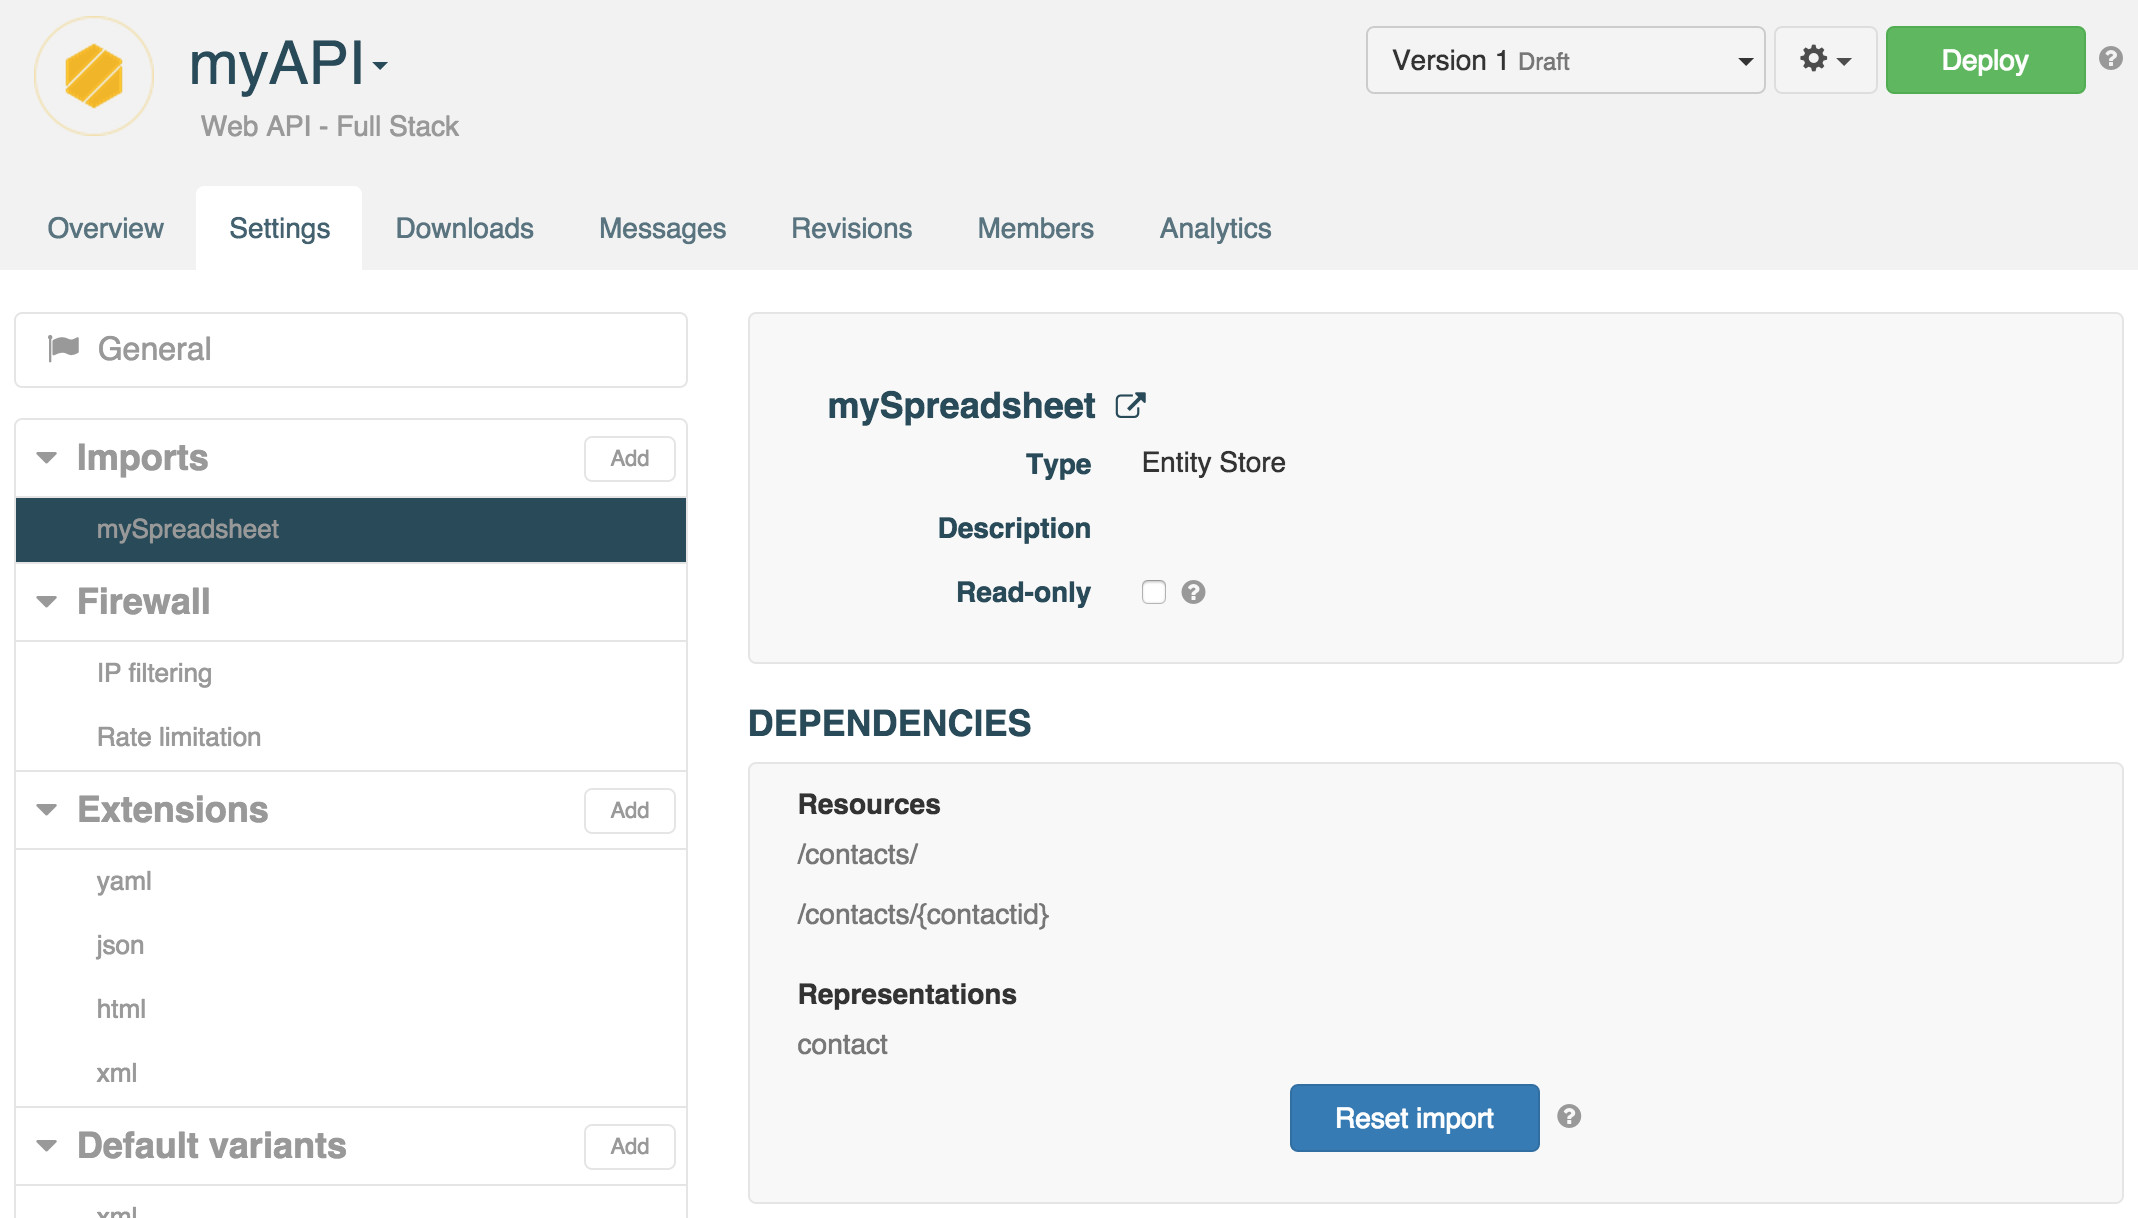 myAPI
Web API - Full Stack
Version 1 Draft
Deploy
Overview
Settings
Downloads
Messages
Revisions
Members
Analytics
General
Imports
Add
mySpreadsheet
Firewall
IP filtering
Rate limitation
Extensions
Add
yaml
json
html
xml
Default variants
Add
xml
mySpreadsheet
Type Entity Store
Description
Read-only
DEPENDENCIES
Resources
/contacts/
/contacts/{contactid}
Representations
contact
Reset import